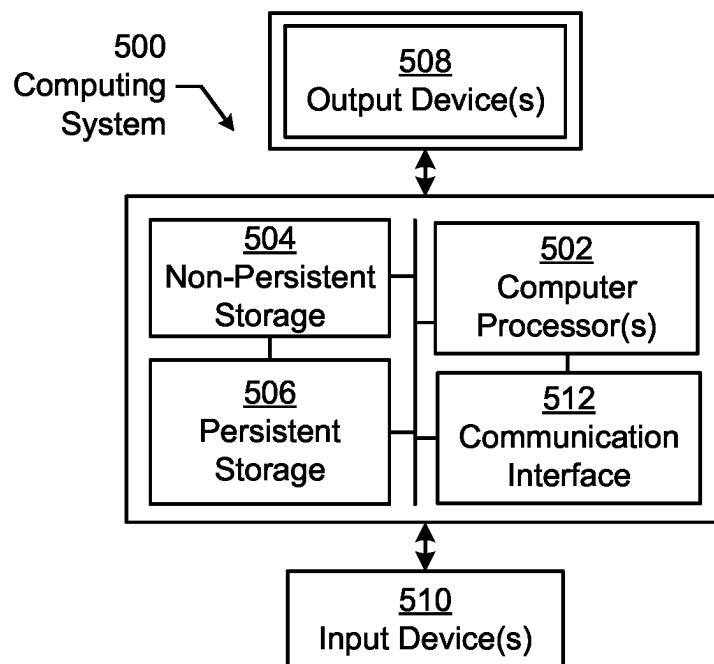 500
Computing
System
508
Output Device(s)
504
Non-Persistent
Storage
502
Computer
Processor(s)
506
Persistent
Storage
512
Communication
Interface
510
Input Device(s)